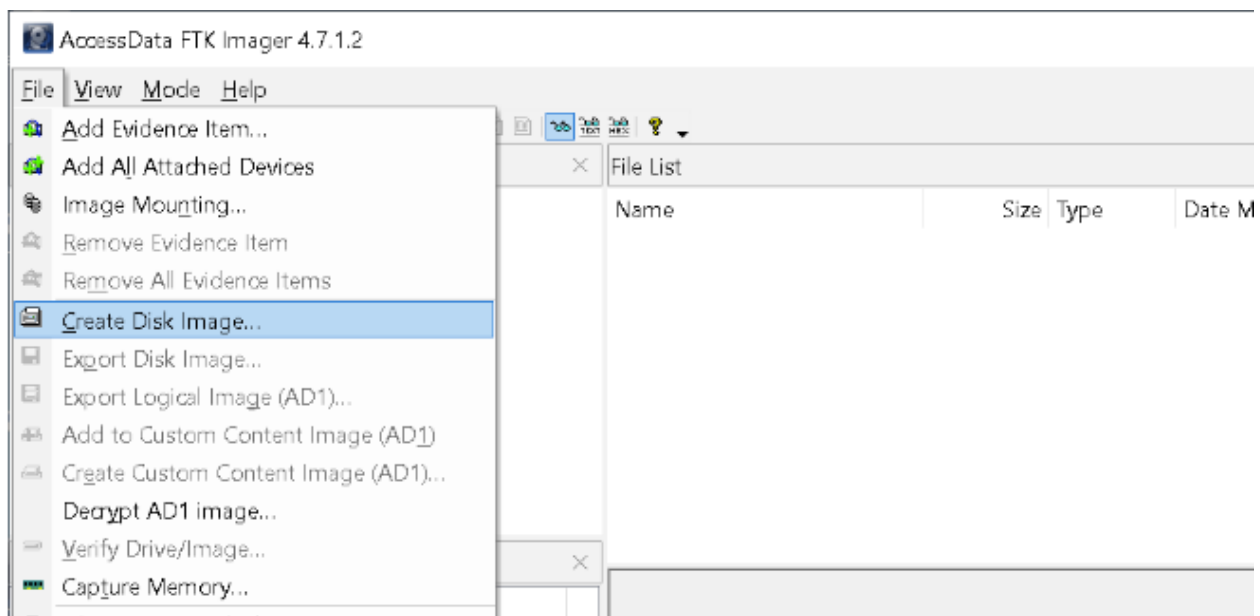 AccessData FTK Imager 4.7.1.2
File View Mode Help
Add Evidence Item...
Add All Attached Devices
Image Mounting...
Remove Evidence Item
Remove All Evidence Items
Create Disk Image...
Export Disk Image...
Export Logical Image (AD1)...
Add to Custom Content Image (AD1)
Create Custom Content Image (AD1)...
Decrypt AD1 image...
Verify Drive/Image...
Capture Memory...
TEXT HEX
File List
Name Size Type Date M